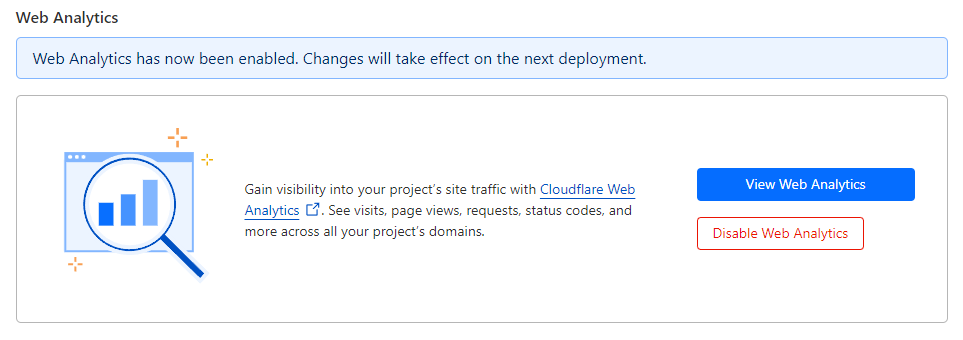 Web Analytics
Web Analytics has now been enabled. Changes will take effect on the next deployment.
Gain visibility into your project's site traffic with Cloudflare Web
Analytics. See visits, page views, requests, status codes, and
more across all your project's domains.
View Web Analytics
Disable Web Analytics